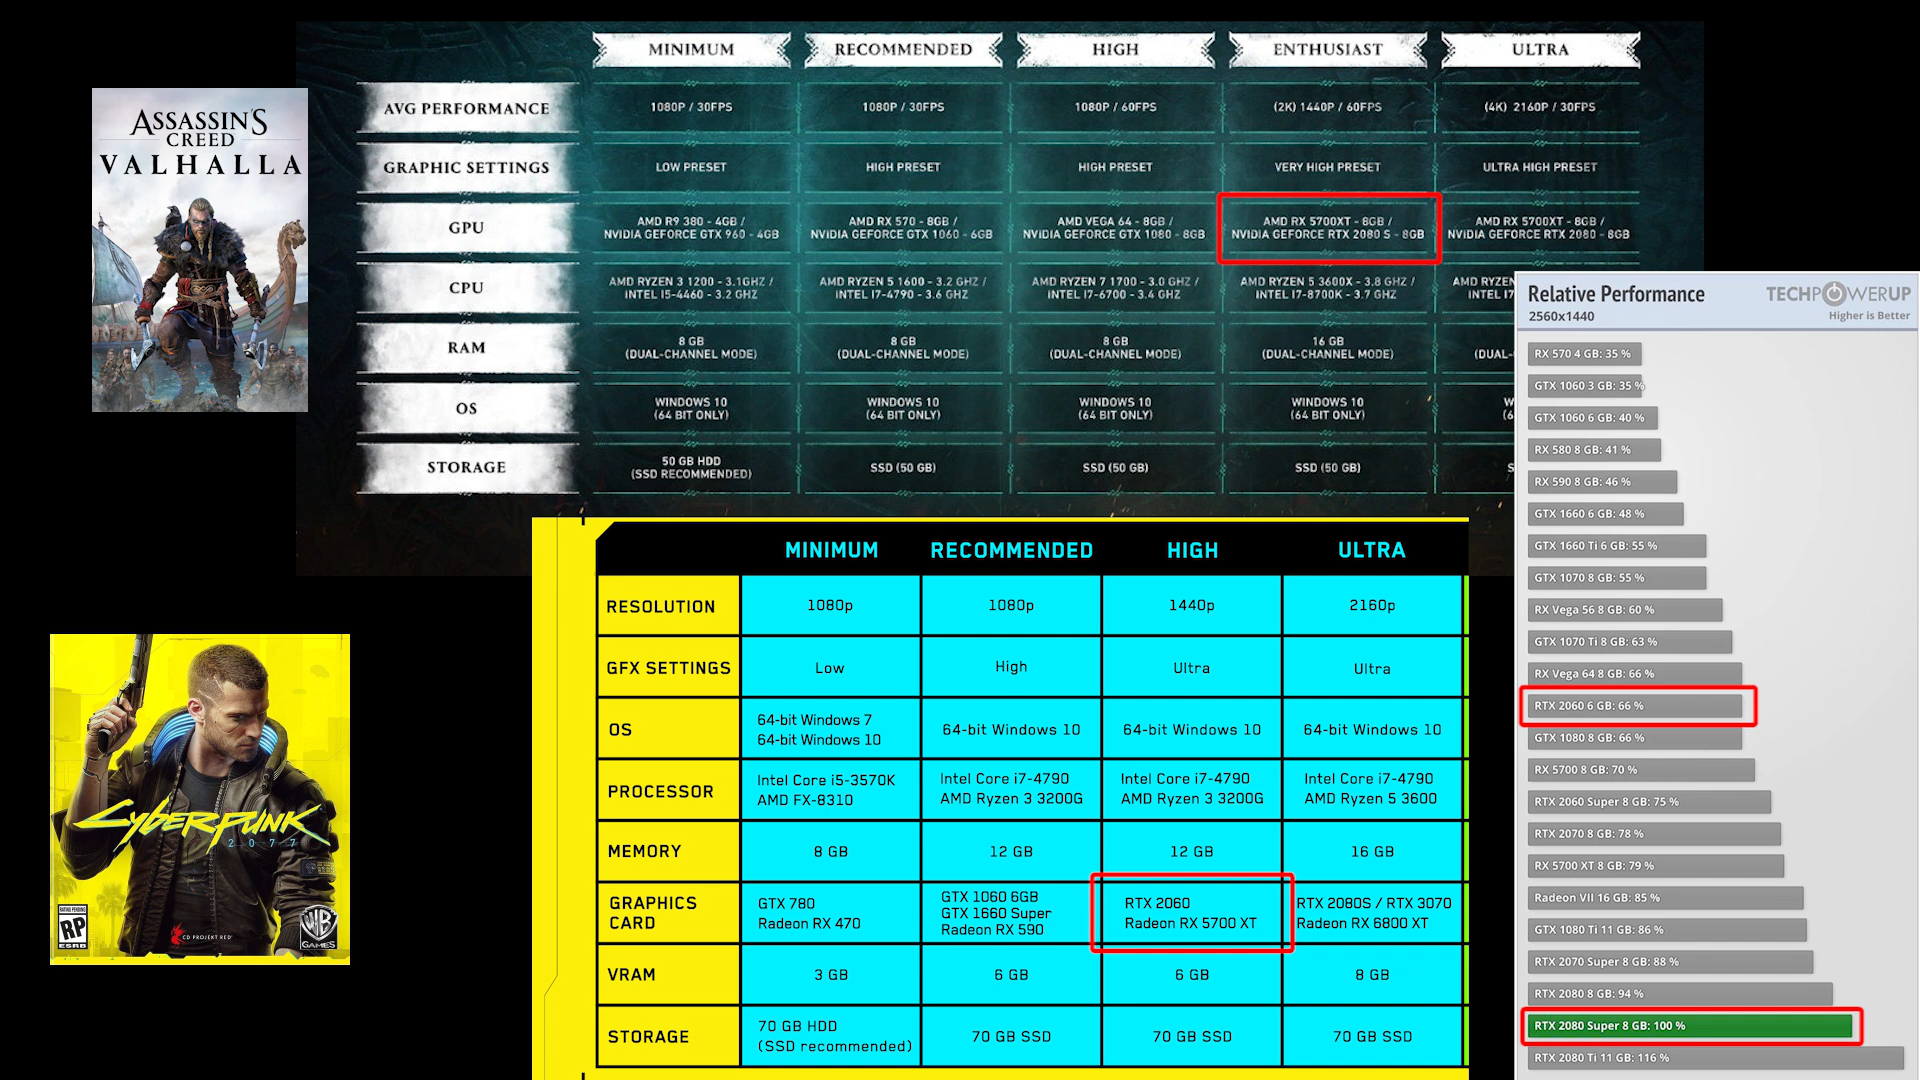 ASSASSIN'S
CREED
VALHALLA
MINIMUM RECOMMENDED HIGH ENTHUSIAST ULTRA
AVG PERFORMANCE 1080P / 30FPS 1080P / 30FPS 1080P / 60FPS (2K) 1440P / 60FPS (4K) 2160P / 30FPS
GRAPHIC SETTINGS LOW PRESET HIGH PRESET HIGH PRESET VERY HIGH PRESET ULTRA HIGH PRESET
GPU
AMD R9 380 - 4GB / AMD RX 570 - 8GB / AMD VEGA 64 - 8GB / AMD RX 5700XT - 8GB / AMD RX 5700XT - 8GB /
NVIDIA GEFORCE GTX 960 - 4GB NVIDIA GEFORCE GTX 1060 - 6GB NVIDIA GEFORCE GTX 1080 - 8GB NVIDIA GEFORCE RTX 2080 S - 8GB NVIDIA GEFORCE RTX 2080 - 8GB
CPU
AMD RYZEN 3 1200 - 3.1GHZ / AMD RYZEN 5 1600 - 3.2 GHZ / AMD RYZEN 7 1700 - 3.0 GHZ / AMD RYZEN 5 3600X - 3.8 GHZ / AMD RYZEN
INTEL I5-4460 - 3.2 GHZ INTEL I7-4790 - 3.6 GHZ INTEL I7-6700 - 3.4 GHZ INTEL I7-8700K - 3.7 GHZ INTEL I7
RAM
8 GB 8 GB 8 GB 16 GB
(DUAL-CHANNEL MODE) (DUAL-CHANNEL MODE) (DUAL-CHANNEL MODE) (DUAL-CHANNEL MODE) (DUAL-
OS
WINDOWS 10 WINDOWS 10 WINDOWS 10 WINDOWS 10 W
(64 BIT ONLY) (64 BIT ONLY) (64 BIT ONLY) (64 BIT ONLY) (6
STORAGE
50 GB HDD
(SSD RECOMMENDED) SSD (50 GB) SSD (50 GB) SSD (50 GB) S
CYBERPUNK
2077
RATING PENDING
RP
ESRB
CD PROJEKT RED
WB
GAMES
MINIMUM RECOMMENDED HIGH ULTRA
RESOLUTION 1080p 1080p 1440p 2160p
GFX SETTINGS Low High Ultra Ultra
OS
64-bit Windows 7
64-bit Windows 10 64-bit Windows 10 64-bit Windows 10 64-bit Windows 10
PROCESSOR
Intel Core i5-3570K Intel Core i7-4790 Intel Core i7-4790 Intel Core i7-4790
AMD FX-8310 AMD Ryzen 3 3200G AMD Ryzen 3 3200G AMD Ryzen 5 3600
MEMORY 8 GB 12 GB 12 GB 16 GB
GRAPHICS
CARD
GTX 780
Radeon RX 470
GTX 1060 6GB
GTX 1660 Super
Radeon RX 590
RTX 2060
Radeon RX 5700 XT
RTX 2080S / RTX 3070
Radeon RX 6800 XT
VRAM 3 GB 6 GB 6 GB 8 GB
STORAGE
70 GB HDD
(SSD recommended) 70 GB SSD 70 GB SSD 70 GB SSD
Relative Performance TECHPOWERUP
2560x1440 Higher is Better
RX 570 4 GB: 35 %
GTX 1060 3 GB: 35 %
GTX 1060 6 GB: 40 %
RX 580 8 GB: 41 %
RX 590 8 GB: 46 %
GTX 1660 6 GB: 48 %
GTX 1660 Ti 6 GB: 55 %
GTX 1070 8 GB: 55 %
RX Vega 56 8 GB: 60 %
GTX 1070 Ti 8 GB: 63 %
RX Vega 64 8 GB: 66 %
RTX 2060 6 GB: 66 %
GTX 1080 8 GB: 66 %
RX 5700 8 GB: 70 %
RTX 2060 Super 8 GB: 75 %
RTX 2070 8 GB: 78 %
RX 5700 XT 8 GB: 79 %
Radeon VII 16 GB: 85 %
GTX 1080 Ti 11 GB: 86 %
RTX 2070 Super 8 GB: 88 %
RTX 2080 8 GB: 94 %
RTX 2080 Super 8 GB: 100 %
RTX 2080 Ti 11 GB: 116 %